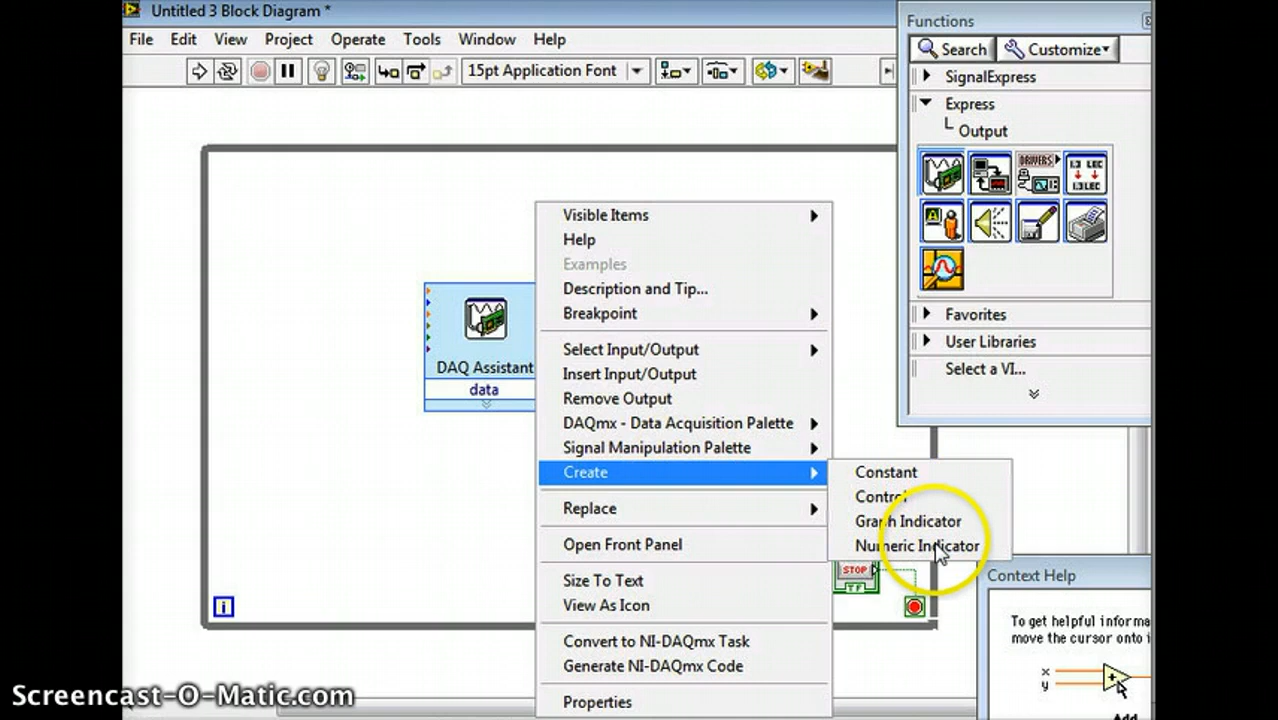 Untitled 3 Block Diagram *
File Edit View Project Operate Tools Window Help
15pt Application Font
Functions
Search Customize
SignalExpress
Express
Output
DRIVERS
Favorites
User Libraries
Select a VI...
DAQ Assistant
data
Visible Items
Help
Examples
Description and Tip...
Breakpoint
Select Input/Output
Insert Input/Output
Remove Output
DAQmx - Data Acquisition Palette
Signal Manipulation Palette
Create
Replace
Open Front Panel
Size To Text
View As Icon
Convert to NI-DAQmx Task
Generate NI-DAQmx Code
Properties
Constant
Control
Graph Indicator
Numeric Indicator
STOP
TF
i
Context Help
To get helpful informa
move the cursor onto i
x
y
Add
Screencast-O-Matic.com